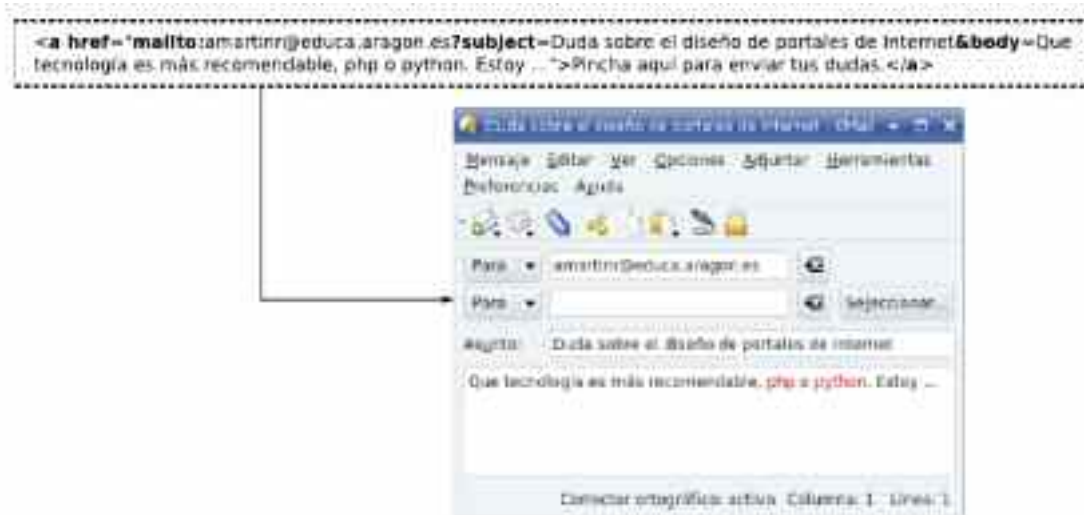 <a href="mailto:amartinr@educa.aragon.es?subject=Duda sobre el diseño de portales de Internet&body=Que
tecnología es más recomendable, php o python. Estoy ...">Pincha aquí para enviar tus dudas.</a>
Duda sobre el diseño de portales de Internet
Mensaje Editar Ver Opciones Adjuntar Herramientas
Preferencias Ayuda
Para amartinr@educa.aragon.es
Para Seleccionar...
Asunto: Duda sobre el diseño de portales de Internet
Que tecnología es más recomendable, php o python. Estoy ...
Corrector ortográfico: activo Columna: 1 Línea: 1